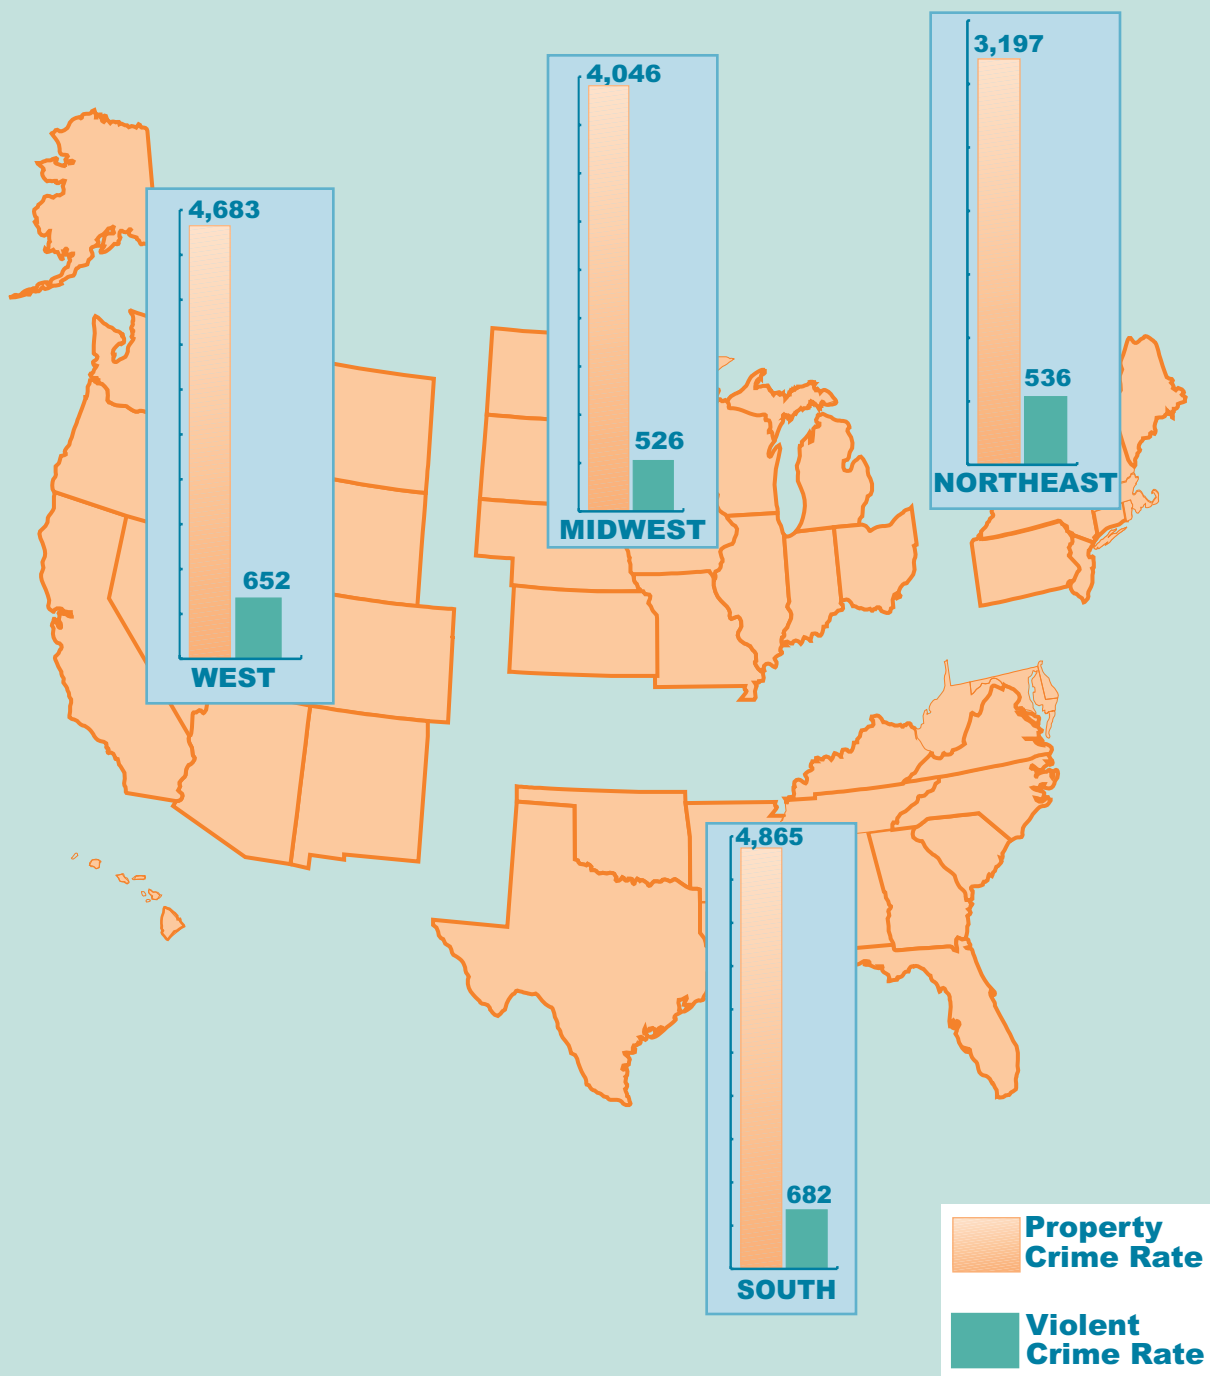 3,197
536
NORTHEAST
4,046
526
MIDWEST
4,683
652
WEST
4,865
682
SOUTH
Property
Crime Rate
Violent
Crime Rate